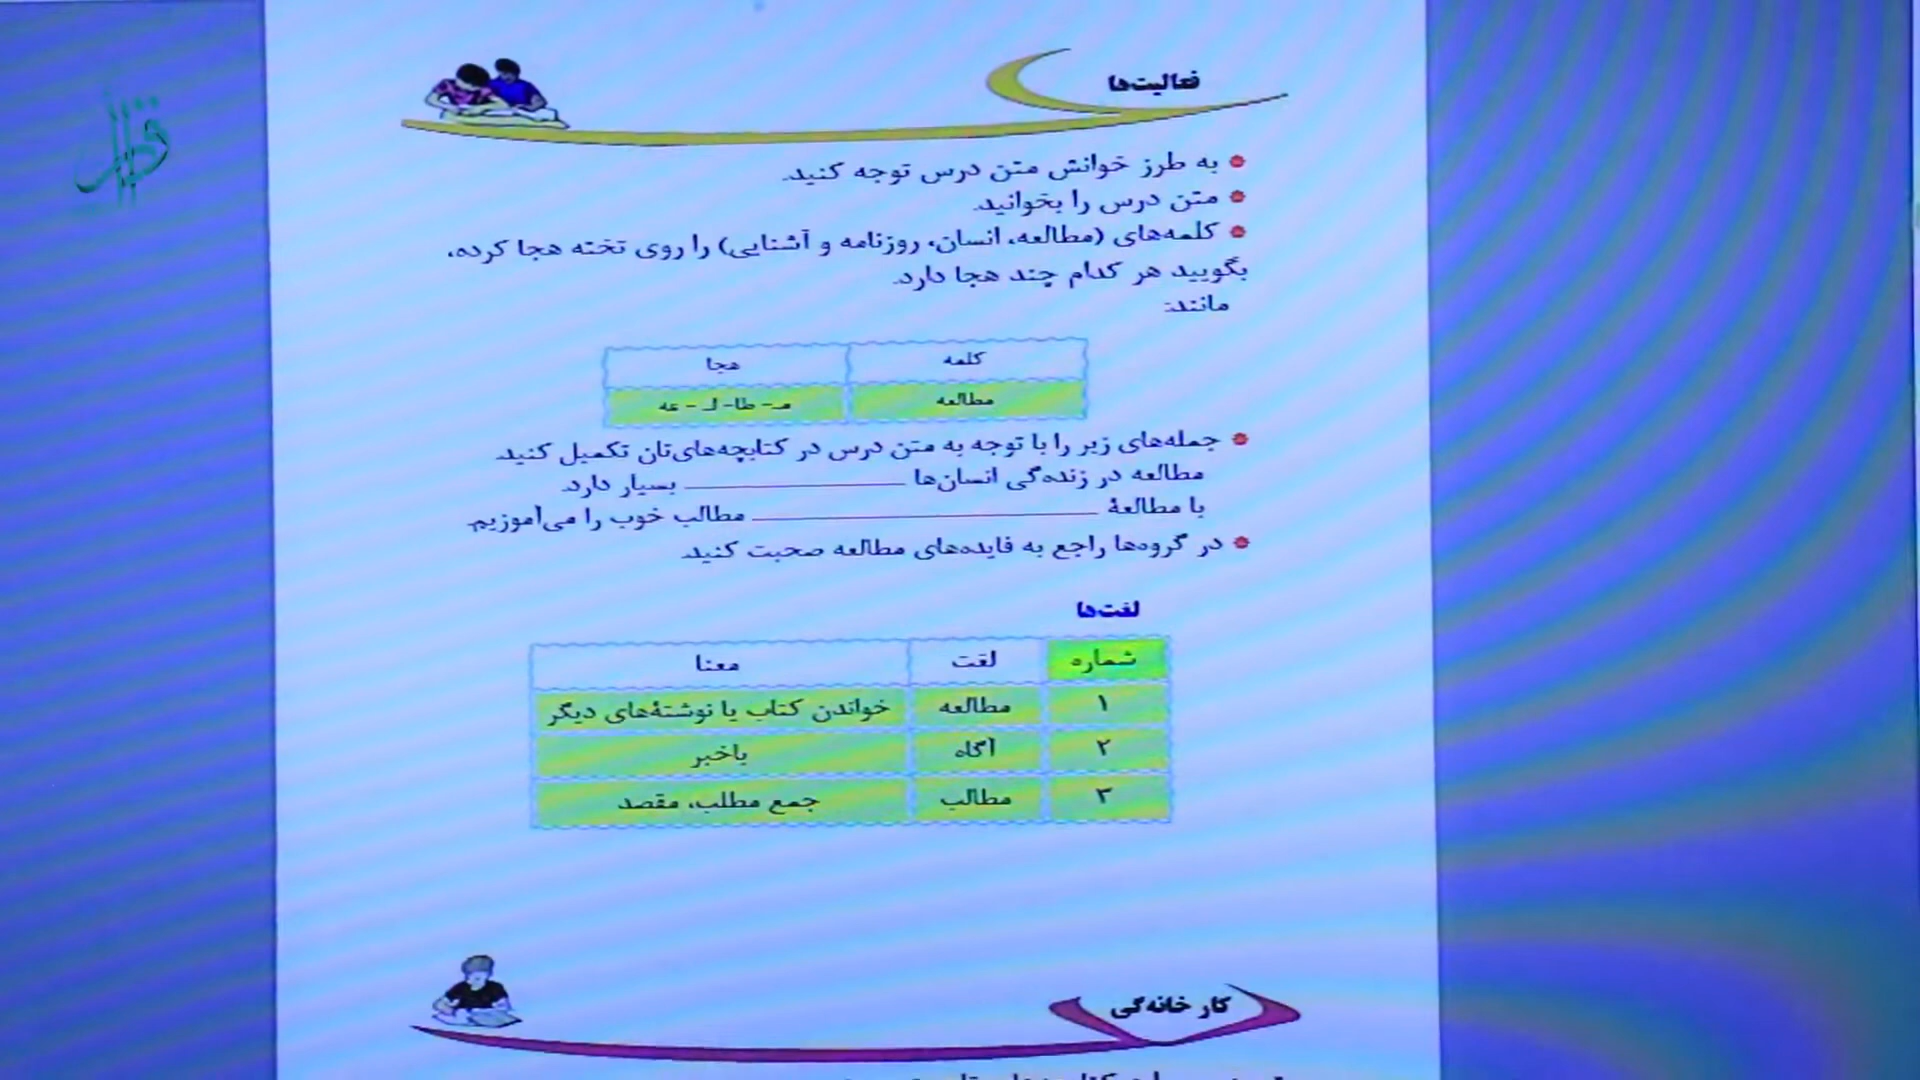 فعالیت‌ها
به طرز خوانش متن درس توجه کنید.
متن درس را بخوانید.
کلمه‌های (مطالعه، انسان، روزنامه و آشنایی) را روی تخته هجا کرده،
بگویید هر کدام چند هجا دارد.
مانند:
کلمه هجا
مطالعه مـ - طا - لـ - عه
جمله‌های زیر را با توجه به متن درس در کتابچه‌های‌تان تکمیل کنید.
مطالعه در زنده‌گی انسان‌ها ـــــــــــــ بسیار دارد.
با مطالعهٔ ـــــــــــــ مطالب خوب را می‌آموزیم.
در گروه‌ها راجع به فایده‌های مطالعه صحبت کنید.
لغت‌ها
شماره لغت معنا
۱ مطالعه خواندن کتاب یا نوشته‌های دیگر
۲ آگاه باخبر
۳ مطالب جمع مطلب، مقصد
کار خانه‌گی